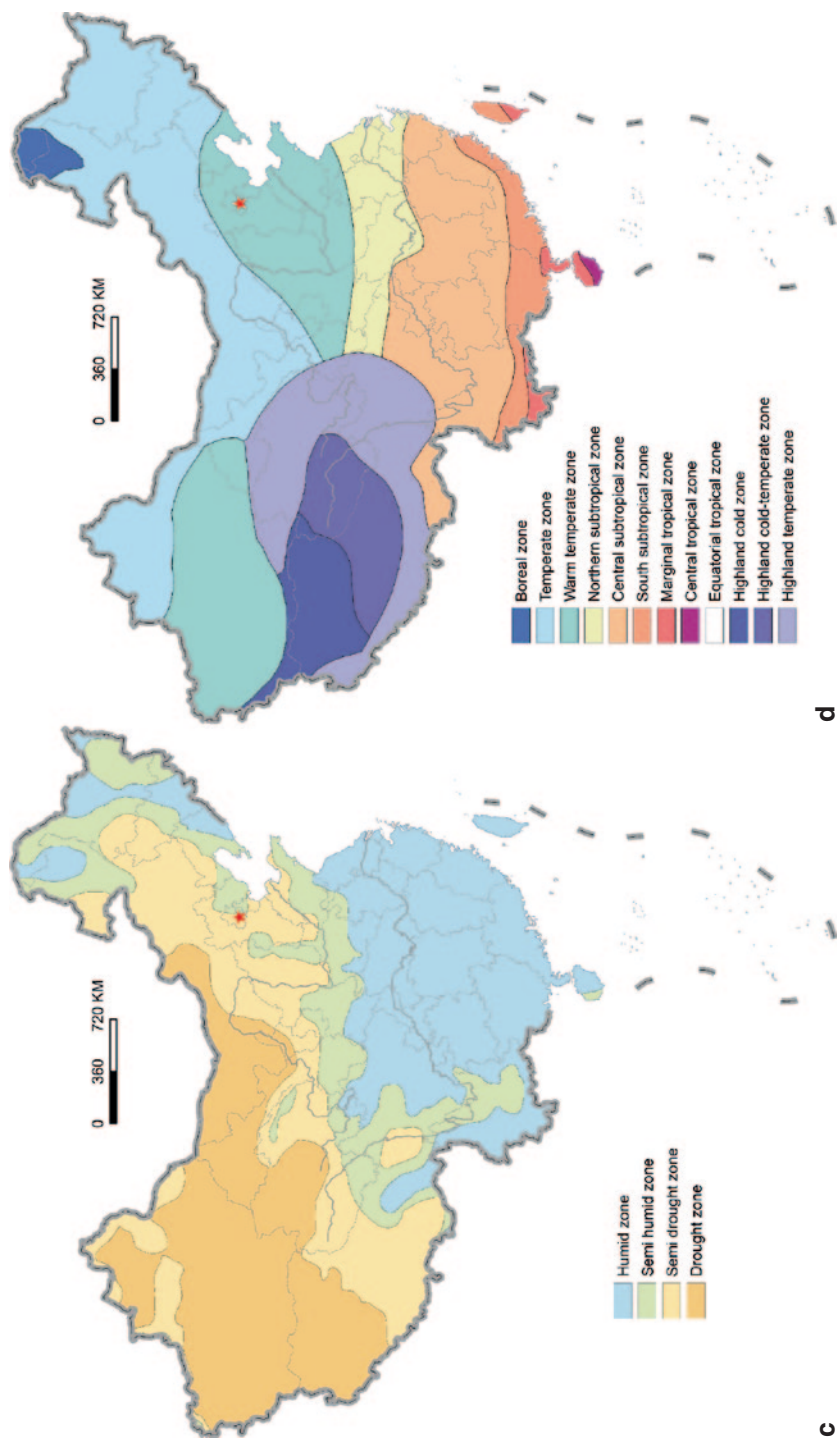 0 360 720 KM
Humid zone
Semi humid zone
Semi drought zone
Drought zone
c
0 360 720 KM
Boreal zone
Temperate zone
Warm temperate zone
Northern subtropical zone
Central subtropical zone
South subtropical zone
Marginal tropical zone
Central tropical zone
Equatorial tropical zone
Highland cold zone
Highland cold-temperate zone
Highland temperate zone
d